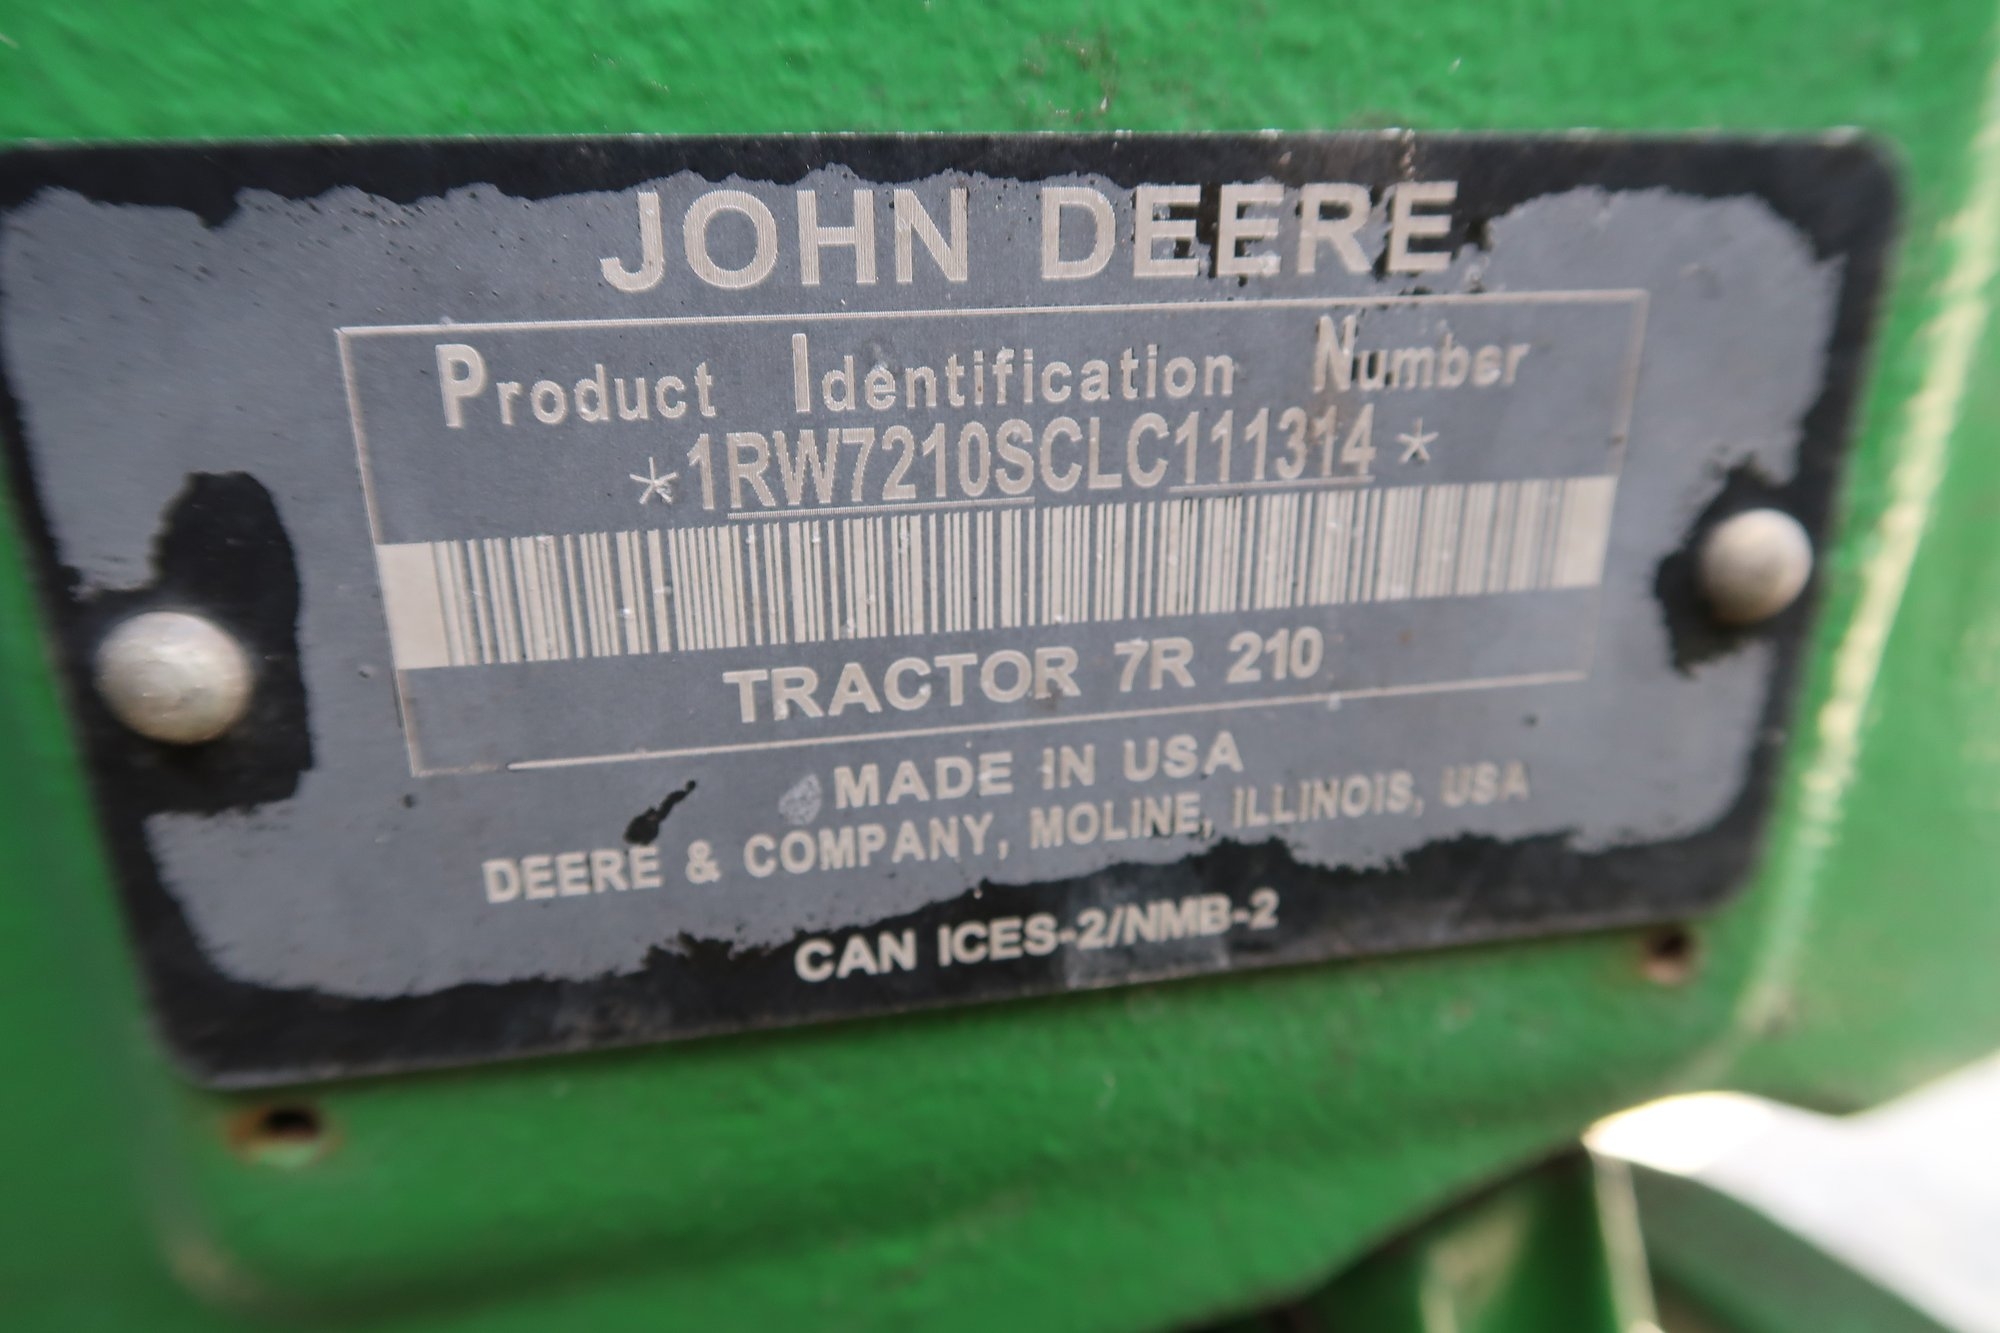 JOHN DEERE
Product Identification Number
*1RW7210SCLC111314*
TRACTOR 7R 210
MADE IN USA
DEERE & COMPANY, MOLINE, ILLINOIS, USA
CAN ICES-2/NMB-2